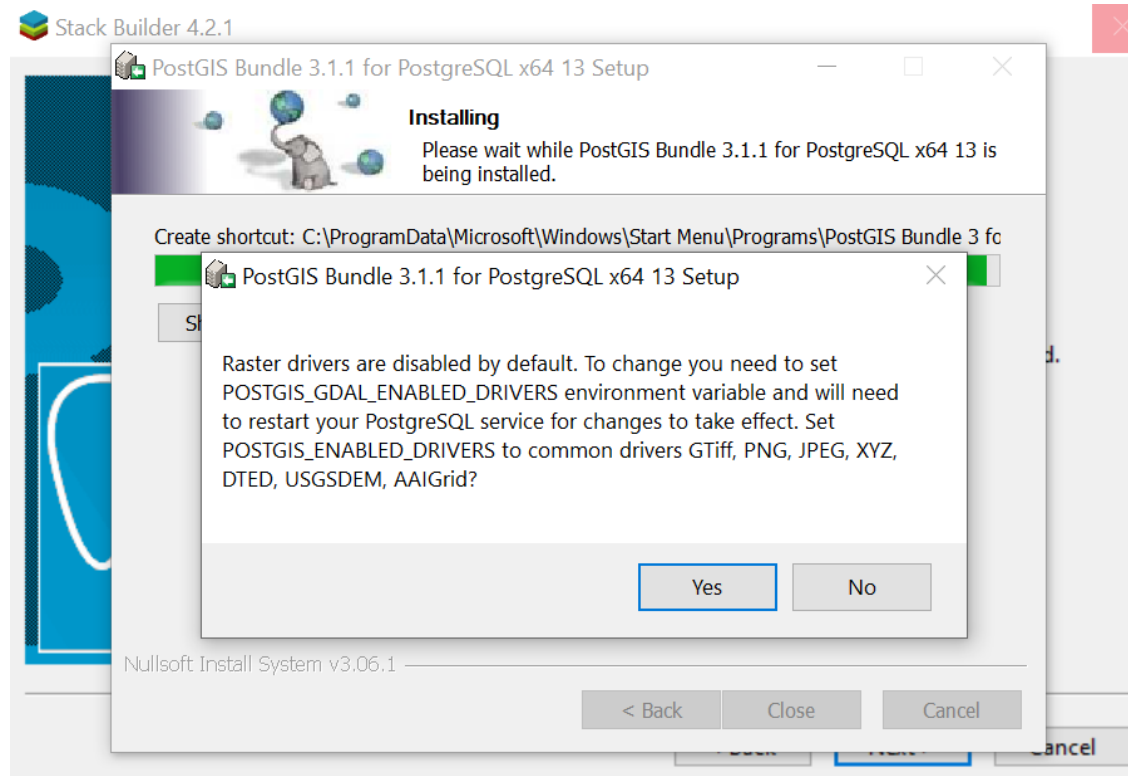 Stack Builder 4.2.1
PostGIS Bundle 3.1.1 for PostgreSQL x64 13 Setup
Installing
Please wait while PostGIS Bundle 3.1.1 for PostgreSQL x64 13 is
being installed.
Create shortcut: C:\ProgramData\Microsoft\Windows\Start Menu\Programs\PostGIS Bundle 3 fo
PostGIS Bundle 3.1.1 for PostgreSQL x64 13 Setup
Raster drivers are disabled by default. To change you need to set
POSTGIS_GDAL_ENABLED_DRIVERS environment variable and will need
to restart your PostgreSQL service for changes to take effect. Set
POSTGIS_ENABLED_DRIVERS to common drivers GTiff, PNG, JPEG, XYZ,
DTED, USGSDEM, AAIGrid?
Yes No
Nullsoft Install System v3.06.1
< Back Close Cancel
Cancel